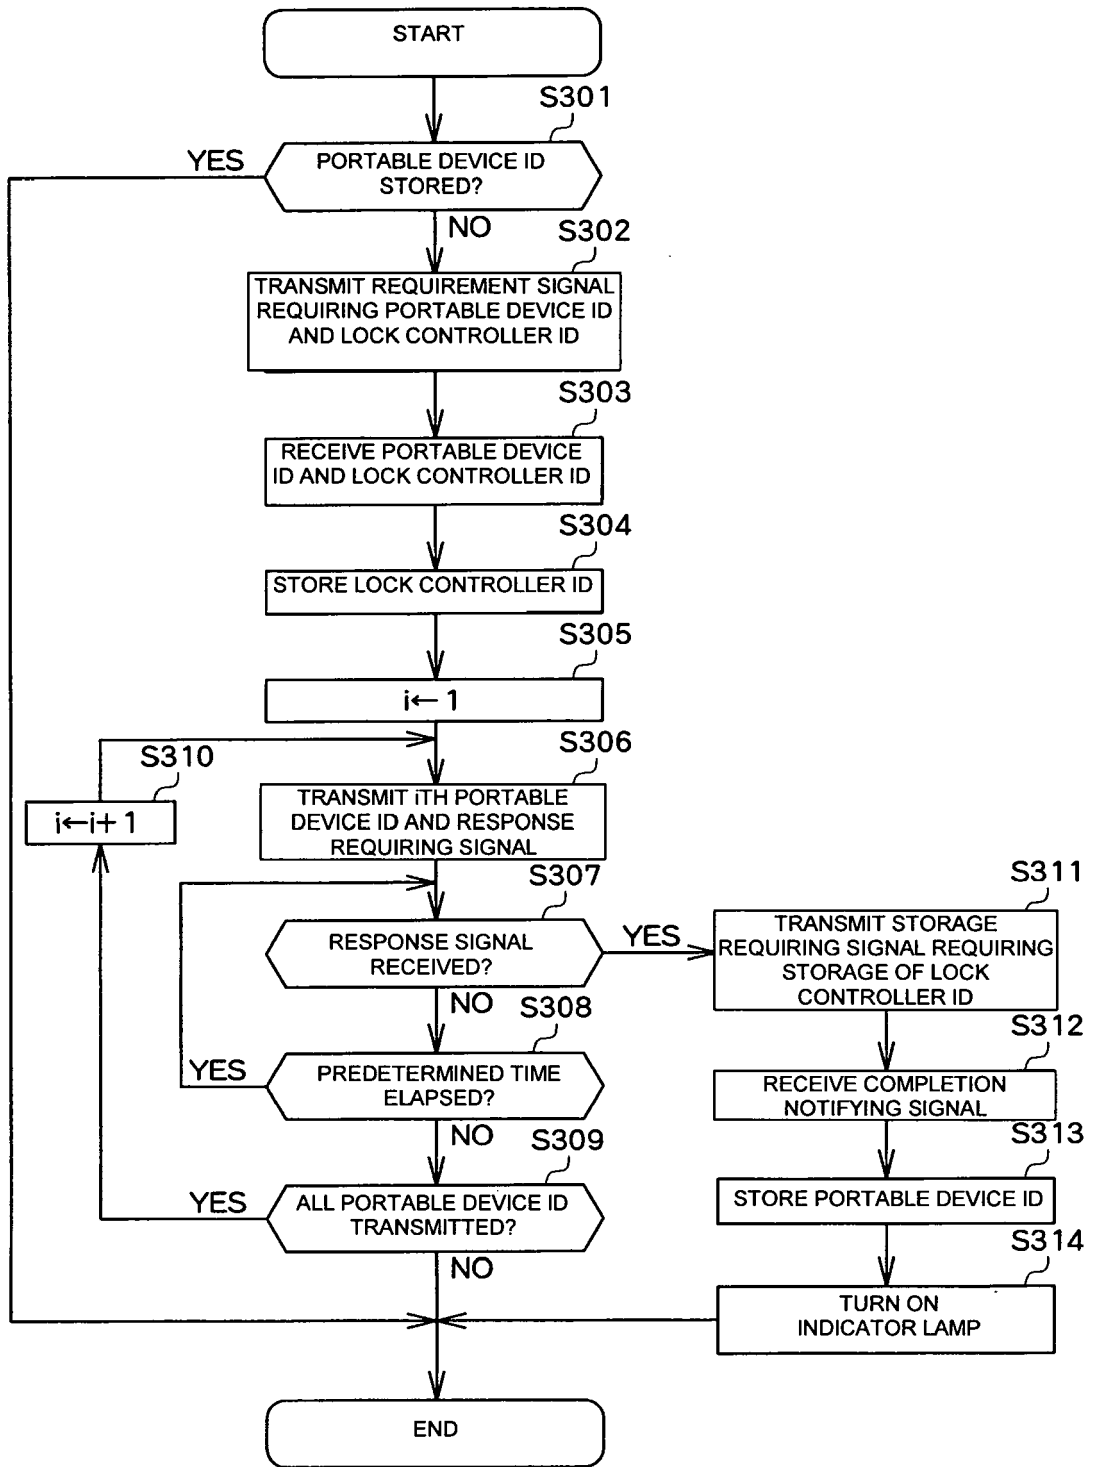 START
S301
YES
PORTABLE DEVICE ID
STORED?
NO
S302
TRANSMIT REQUIREMENT SIGNAL
REQUIRING PORTABLE DEVICE ID
AND LOCK CONTROLLER ID
S303
RECEIVE PORTABLE DEVICE
ID AND LOCK CONTROLLER ID
S304
STORE LOCK CONTROLLER ID
S305
i← 1
S306
S310
i←i+ 1
TRANSMIT iTH PORTABLE
DEVICE ID AND RESPONSE
REQUIRING SIGNAL
S307
RESPONSE SIGNAL
RECEIVED?
YES
NO
S308
YES
PREDETERMINED TIME
ELAPSED?
NO
S309
YES
ALL PORTABLE DEVICE ID
TRANSMITTED?
NO
S311
TRANSMIT STORAGE
REQUIRING SIGNAL REQUIRING
STORAGE OF LOCK
CONTROLLER ID
S312
RECEIVE COMPLETION
NOTIFYING SIGNAL
S313
STORE PORTABLE DEVICE ID
S314
TURN ON
INDICATOR LAMP
END